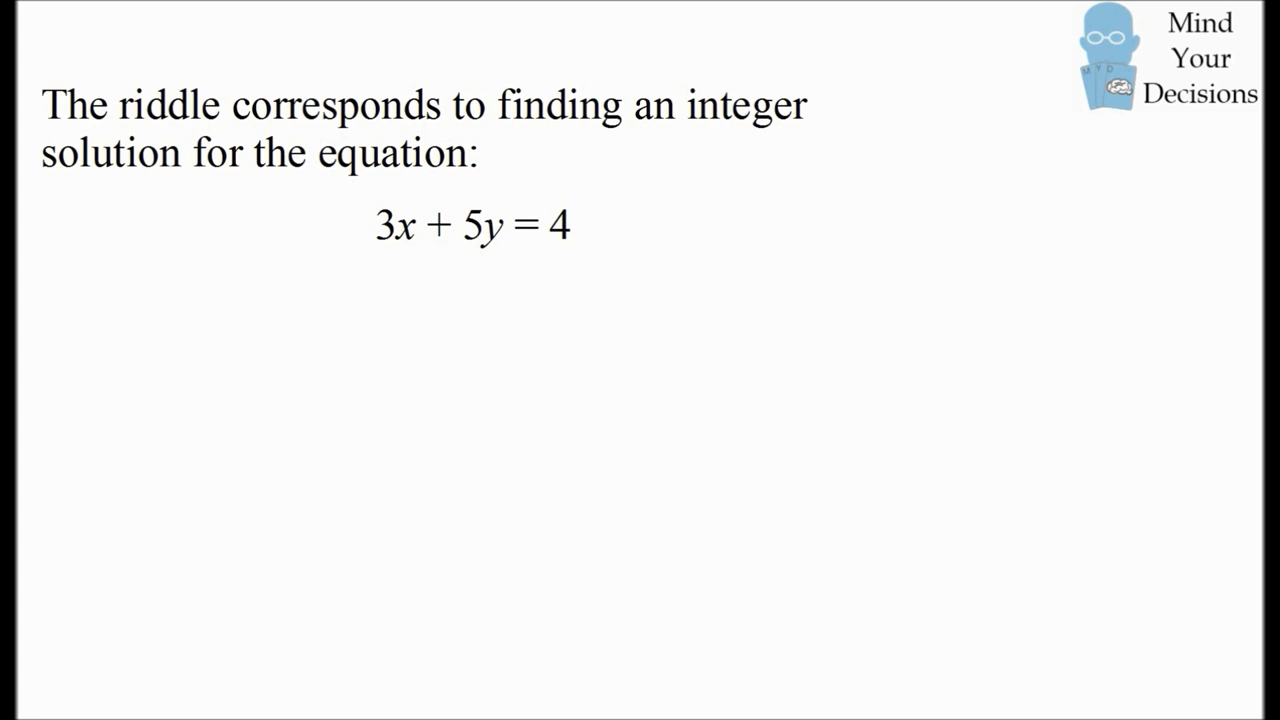 Mind
Your
Decisions
The riddle corresponds to finding an integer
solution for the equation:
3x + 5y = 4
M Y D